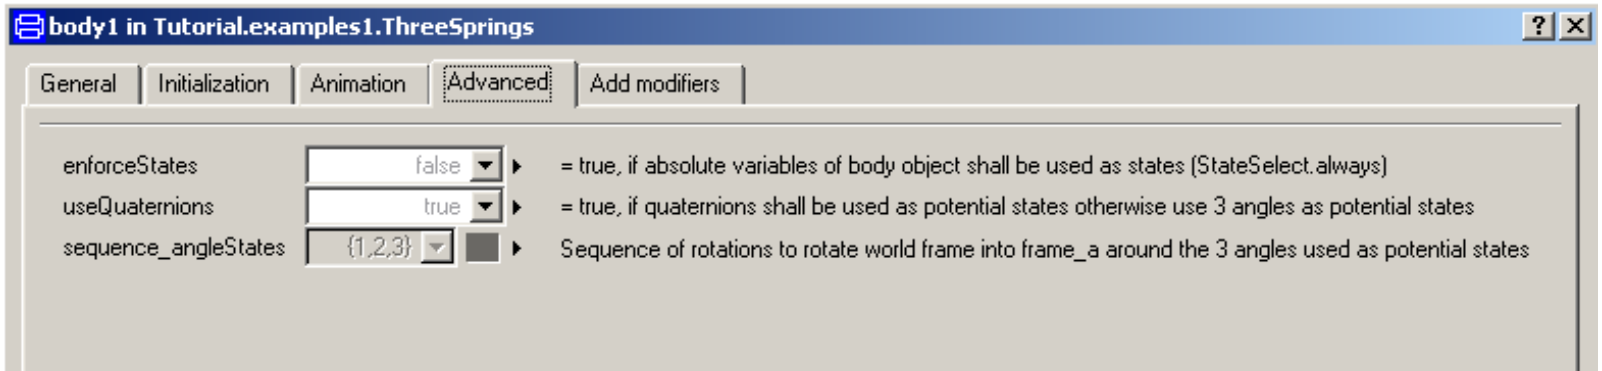 body1 in Tutorial.examples1.ThreeSprings ?
General Initialization Animation Advanced Add modifiers
enforceStates false = true, if absolute variables of body object shall be used as states (StateSelect.always)
useQuaternions true = true, if quaternions shall be used as potential states otherwise use 3 angles as potential states
sequence_angleStates {1,2,3} Sequence of rotations to rotate world frame into frame_a around the 3 angles used as potential states